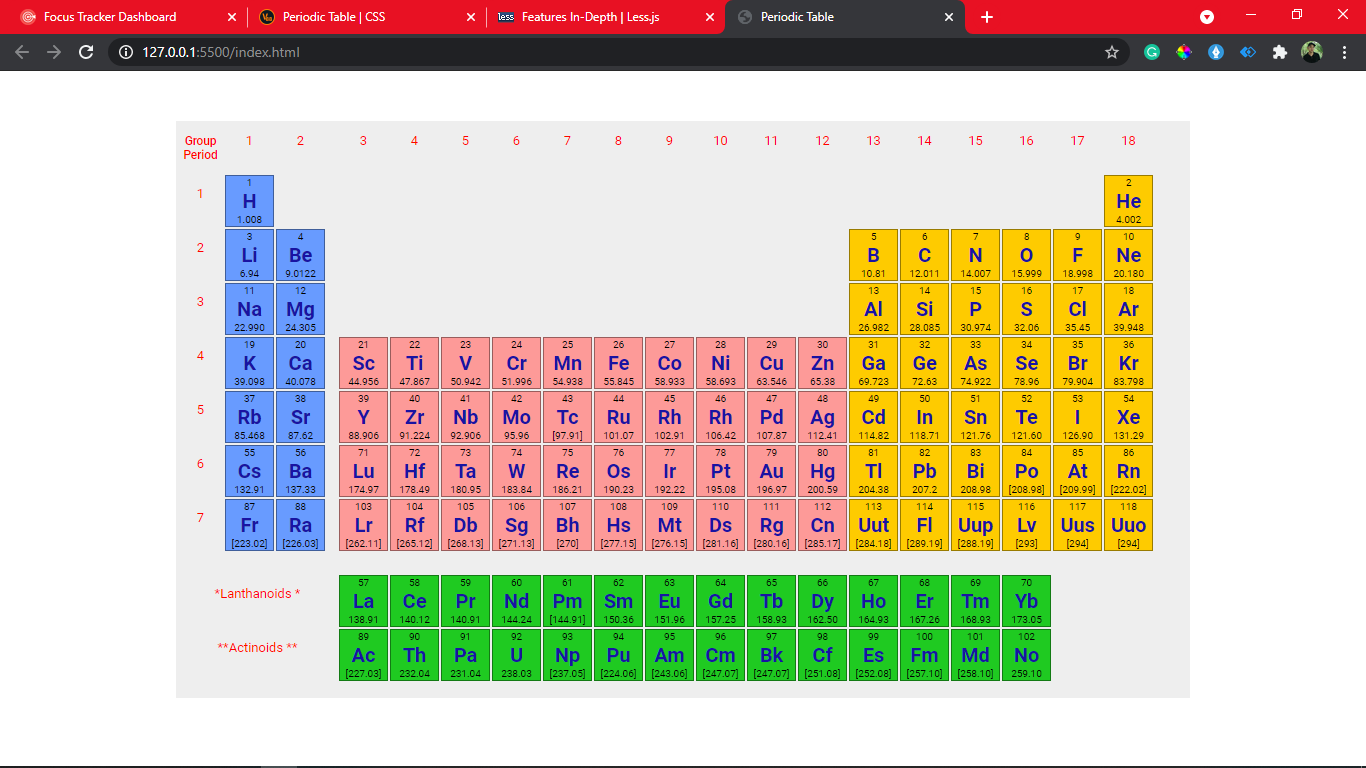 Focus Tracker Dashboard Periodic Table | CSS less Features In-Depth | Less.js Periodic Table
127.0.0.1:5500/index.html
Group 1 2 3 4 5 6 7 8 9 10 11 12 13 14 15 16 17 18
Period
1 2
1 H He
1.008 4.002
3 4 5 6 7 8 9 10
2 Li Be B C N O F Ne
6.94 9.0122 10.81 12.011 14.007 15.999 18.998 20.180
11 12 13 14 15 16 17 18
3 Na Mg Al Si P S Cl Ar
22.990 24.305 26.982 28.085 30.974 32.06 35.45 39.948
19 20 21 22 23 24 25 26 27 28 29 30 31 32 33 34 35 36
4 K Ca Sc Ti V Cr Mn Fe Co Ni Cu Zn Ga Ge As Se Br Kr
39.098 40.078 44.956 47.867 50.942 51.996 54.938 55.845 58.933 58.693 63.546 65.38 69.723 72.63 74.922 78.96 79.904 83.798
37 38 39 40 41 42 43 44 45 46 47 48 49 50 51 52 53 54
5 Rb Sr Y Zr Nb Mo Tc Ru Rh Rh Pd Ag Cd In Sn Te I Xe
85.468 87.62 88.906 91.224 92.906 95.96 [97.91] 101.07 102.91 106.42 107.87 112.41 114.82 118.71 121.76 121.60 126.90 131.29
55 56 71 72 73 74 75 76 77 78 79 80 81 82 83 84 85 86
6 Cs Ba Lu Hf Ta W Re Os Ir Pt Au Hg Tl Pb Bi Po At Rn
132.91 137.33 174.97 178.49 180.95 183.84 186.21 190.23 192.22 195.08 196.97 200.59 204.38 207.2 208.98 [208.98] [209.99] [222.02]
87 88 103 104 105 106 107 108 109 110 111 112 113 114 115 116 117 118
7 Fr Ra Lr Rf Db Sg Bh Hs Mt Ds Rg Cn Uut Fl Uup Lv Uus Uuo
[223.02] [226.03] [262.11] [265.12] [268.13] [271.13] [270] [277.15] [276.15] [281.16] [280.16] [285.17] [284.18] [289.19] [288.19] [293] [294] [294]
57 58 59 60 61 62 63 64 65 66 67 68 69 70
*Lanthanoids * La Ce Pr Nd Pm Sm Eu Gd Tb Dy Ho Er Tm Yb
138.91 140.12 140.91 144.24 [144.91] 150.36 151.96 157.25 158.93 162.50 164.93 167.26 168.93 173.05
89 90 91 92 93 94 95 96 97 98 99 100 101 102
**Actinoids ** Ac Th Pa U Np Pu Am Cm Bk Cf Es Fm Md No
[227.03] 232.04 231.04 238.03 [237.05] [224.06] [243.06] [247.07] [247.07] [251.08] [252.08] [257.10] [258.10] 259.10